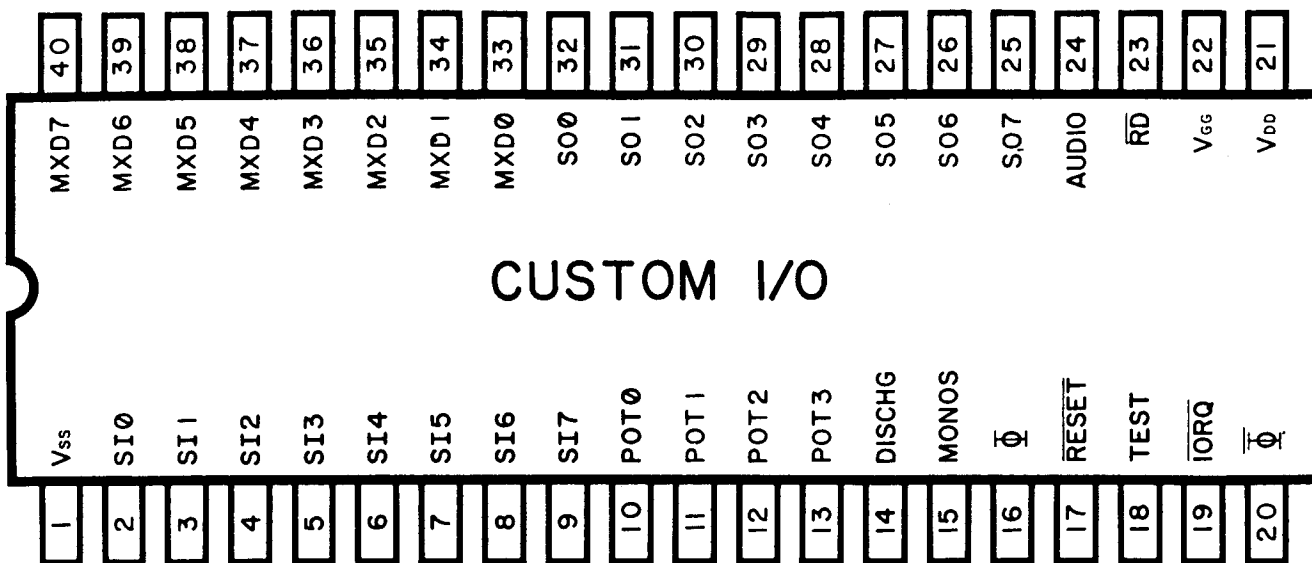 40 39 38 37 36 35 34 33 32 31 30 29 28 27 26 25 24 23 22 21
MXD7 MXD6 MXD5 MXD4 MXD3 MXD2 MXD1 MXD0 SO0 SO1 SO2 SO3 SO4 SO5 SO6 SO7 AUDIO R̅D̅ VGG VDD
CUSTOM I/O
Vss SI0 SI1 SI2 SI3 SI4 SI5 SI6 SI7 POT0 POT1 POT2 POT3 DISCHG MONOS Φ R̅E̅S̅E̅T̅ TEST I̅O̅R̅Q̅ Φ̅
1 2 3 4 5 6 7 8 9 10 11 12 13 14 15 16 17 18 19 20